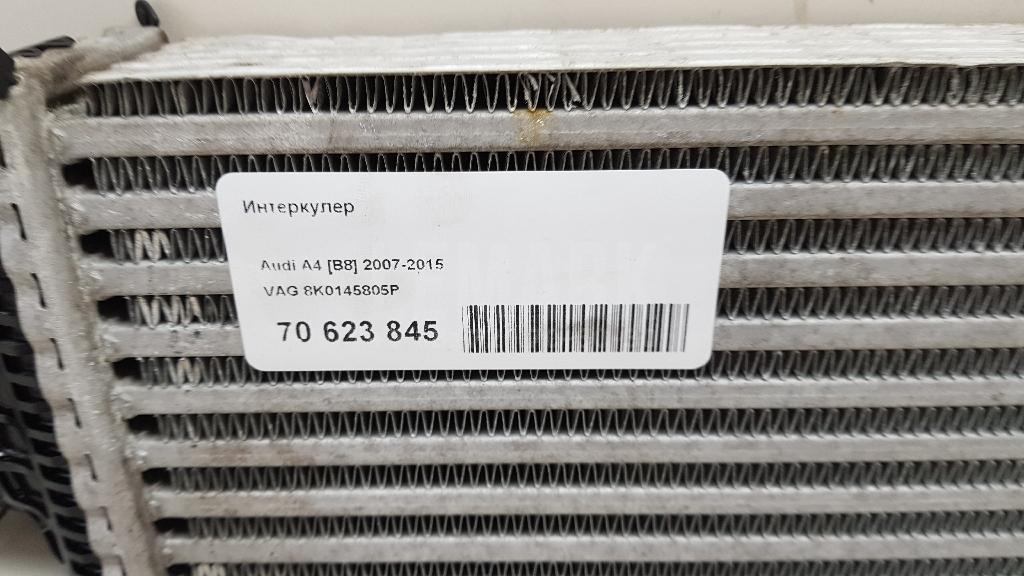 Интеркулер
Audi A4 [B8] 2007-2015
VAG 8K0145805P
70 623 845